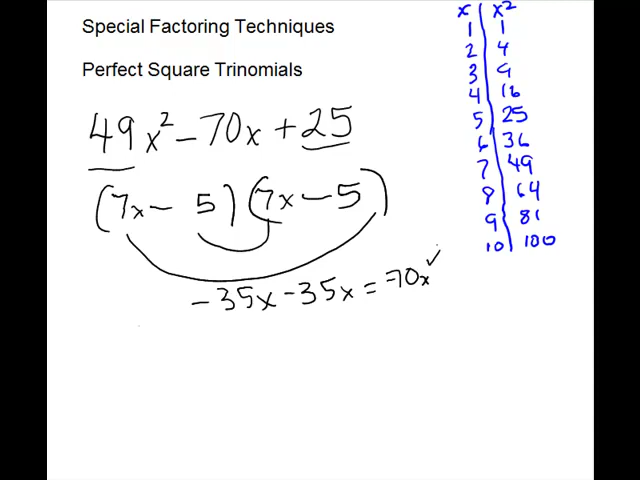 Special Factoring Techniques
Perfect Square Trinomials
49x² - 70x + 25
(7x - 5)(7x - 5)
-35x - 35x = -70x ✓
x | x²
1 | 1
2 | 4
3 | 9
4 | 16
5 | 25
6 | 36
7 | 49
8 | 64
9 | 81
10 | 100